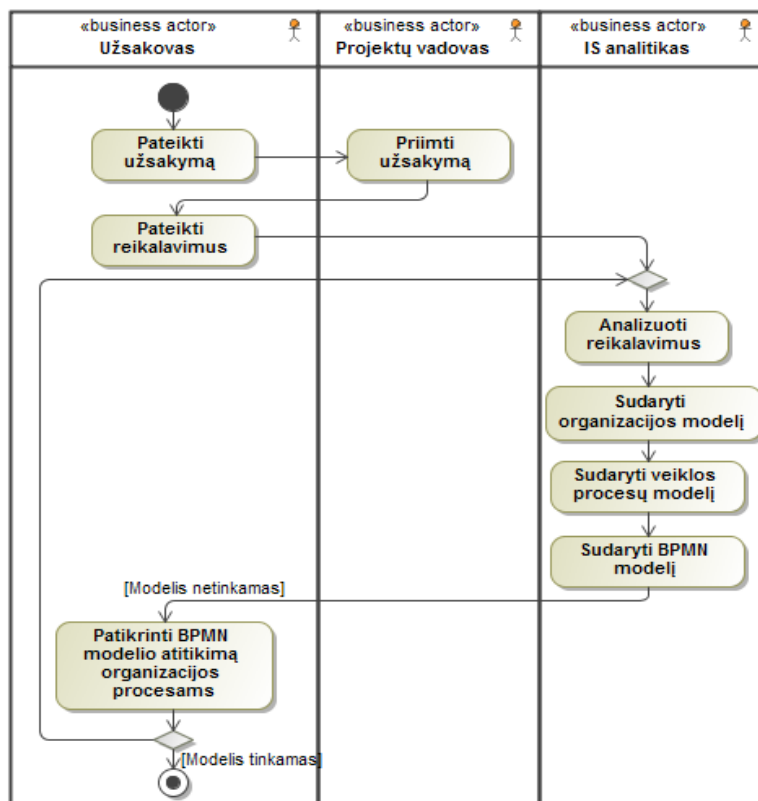 «business actor»
Užsakovas
«business actor»
Projektų vadovas
«business actor»
IS analitikas
Pateikti
užsakymą
Priimti
užsakymą
Pateikti
reikalavimus
Analizuoti
reikalavimus
Sudaryti
organizacijos modelį
Sudaryti veiklos
procesų modelį
Sudaryti BPMN
modelį
[Modelis netinkamas]
Patikrinti BPMN
modelio atitikimą
organizacijos
procesams
[Modelis tinkamas]